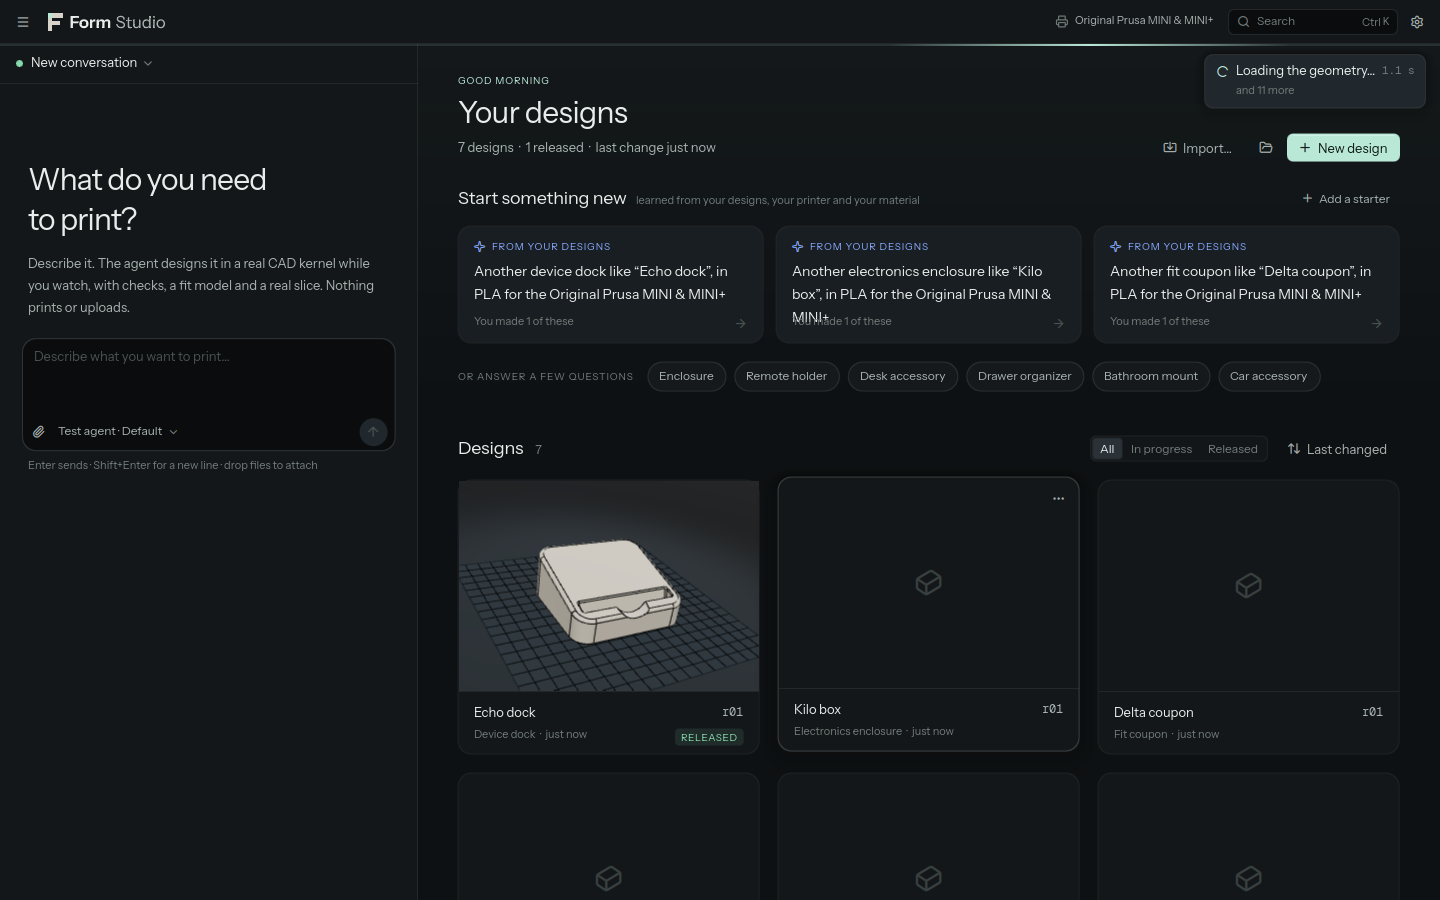 Form Studio
Original Prusa MINI & MINI+
Search
Ctrl K
New conversation
Loading the geometry... 1.1 s
and 11 more
GOOD MORNING
Your designs
7 designs · 1 released · last change just now
Import...
+ New design
What do you need
to print?
Describe it. The agent designs it in a real CAD kernel while
you watch, with checks, a fit model and a real slice. Nothing
prints or uploads.
Describe what you want to print...
Test agent · Default
Enter sends · Shift+Enter for a new line · drop files to attach
Start something new
learned from your designs, your printer and your material
+ Add a starter
FROM YOUR DESIGNS
Another device dock like “Echo dock”, in
PLA for the Original Prusa MINI & MINI+
You made 1 of these
FROM YOUR DESIGNS
Another electronics enclosure like “Kilo
box”, in PLA for the Original Prusa MINI &
MINI+
You made 1 of these
FROM YOUR DESIGNS
Another fit coupon like “Delta coupon”, in
PLA for the Original Prusa MINI & MINI+
You made 1 of these
OR ANSWER A FEW QUESTIONS
Enclosure
Remote holder
Desk accessory
Drawer organizer
Bathroom mount
Car accessory
Designs 7
All
In progress
Released
Last changed
Echo dock
r01
Device dock · just now
RELEASED
Kilo box
r01
Electronics enclosure · just now
Delta coupon
r01
Fit coupon · just now